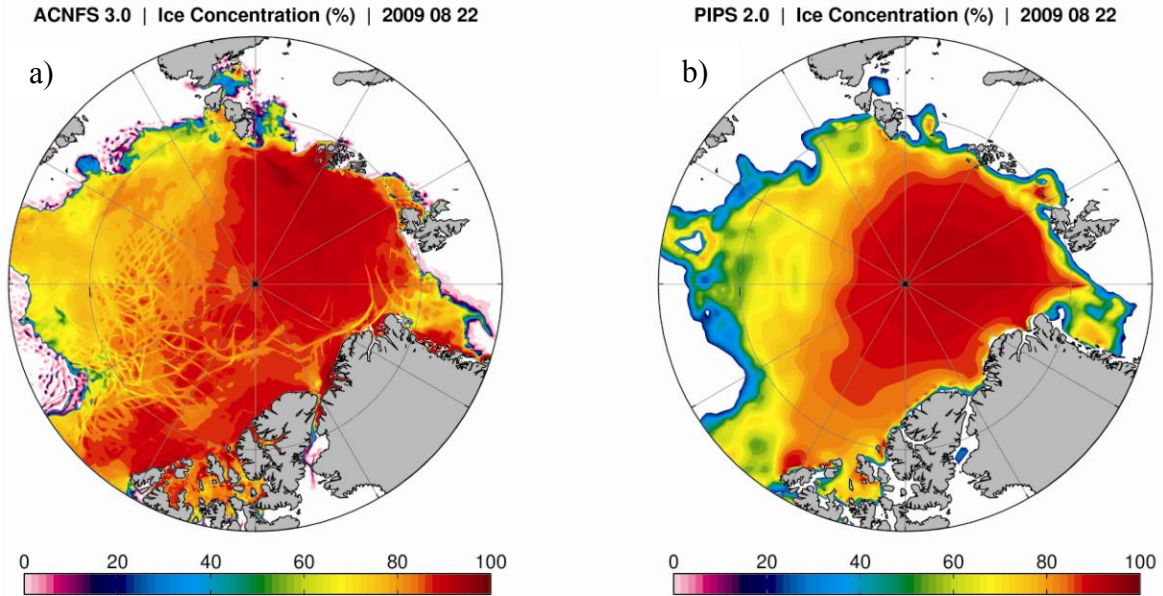 ACNFS 3.0 | Ice Concentration (%) | 2009 08 22
a)
0 20 40 60 80 100
PIPS 2.0 | Ice Concentration (%) | 2009 08 22
b)
0 20 40 60 80 100